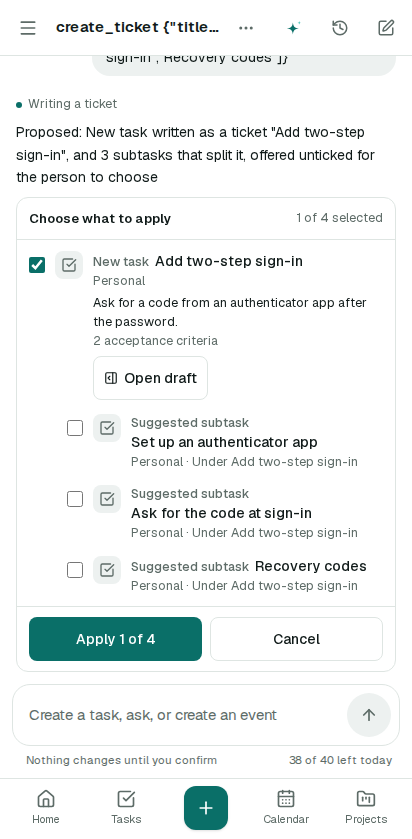 create_ticket {"title...
sign-in", "Recovery codes"]}
Writing a ticket
Proposed: New task written as a ticket "Add two-step
sign-in", and 3 subtasks that split it, offered unticked for
the person to choose
Choose what to apply
1 of 4 selected
New task Add two-step sign-in
Personal
Ask for a code from an authenticator app after
the password.
2 acceptance criteria
Open draft
Suggested subtask
Set up an authenticator app
Personal · Under Add two-step sign-in
Suggested subtask
Ask for the code at sign-in
Personal · Under Add two-step sign-in
Suggested subtask Recovery codes
Personal · Under Add two-step sign-in
Apply 1 of 4
Cancel
Create a task, ask, or create an event
Nothing changes until you confirm
38 of 40 left today
Home
Tasks
Calendar
Projects